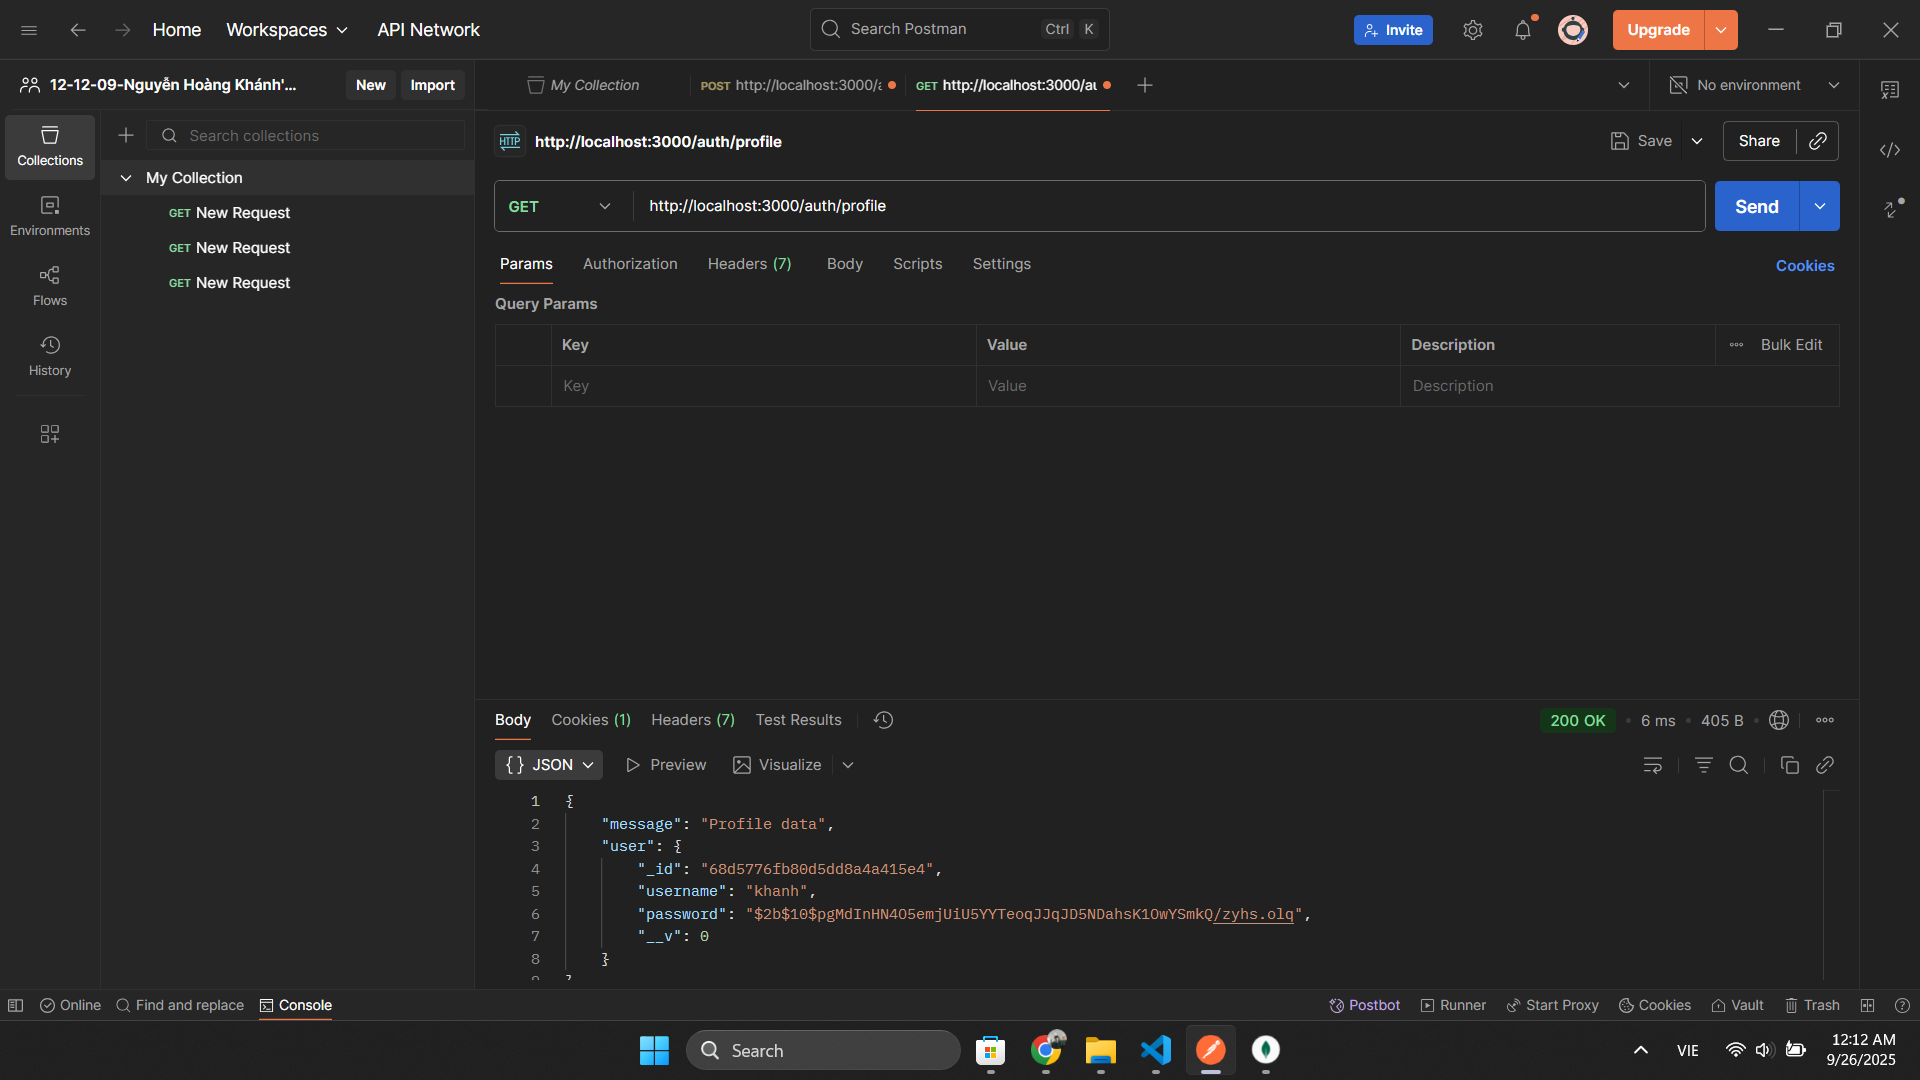 Home
Workspaces
API Network
Search Postman
Ctrl
K
Invite
Upgrade
12-12-09-Nguyễn Hoàng Khánh'...
New
Import
My Collection
POST http://localhost:3000/a
GET http://localhost:3000/au
No environment
Collections
Environments
Flows
History
Search collections
My Collection
GET New Request
GET New Request
GET New Request
HTTP
http://localhost:3000/auth/profile
Save
Share
GET
http://localhost:3000/auth/profile
Send
Params
Authorization
Headers (7)
Body
Scripts
Settings
Cookies
Query Params
Key
Value
Description
Bulk Edit
Key
Value
Description
Body
Cookies (1)
Headers (7)
Test Results
200 OK
6 ms
405 B
{} JSON
Preview
Visualize
1 {
2 "message": "Profile data",
3 "user": {
4 "_id": "68d5776fb80d5dd8a4a415e4",
5 "username": "khanh",
6 "password": "$2b$10$pgMdInHN4O5emjUiU5YYTeoqJJqJD5NDahsK1OwYSmkQ/zyhs.olq",
7 "__v": 0
8 }
9 }
Online
Find and replace
Console
Postbot
Runner
Start Proxy
Cookies
Vault
Trash
Search
VIE
12:12 AM
9/26/2025